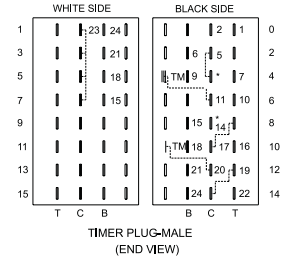 WHITE SIDE BLACK SIDE
1 23 24 2 1 0
3 21 6 5 2
5 18 TM 9 * 7 4
7 15 11 10 6
9 15 * 14 8
11 TM 18 17 16 10
13 21 20 19 12
15 24 22 14
T C B B C T
TIMER PLUG-MALE
(END VIEW)